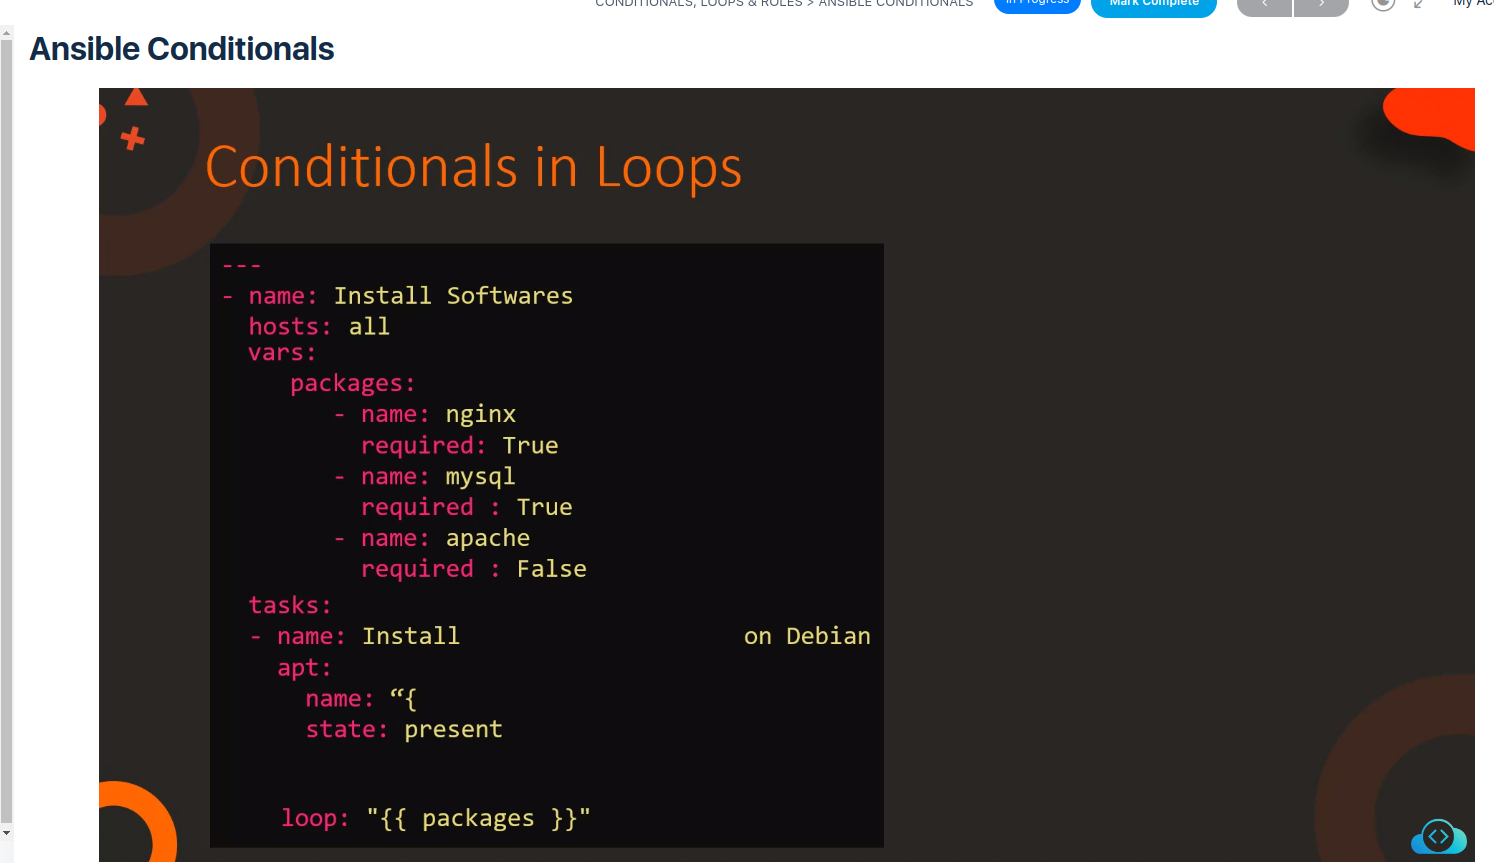 CONDITIONALS, LOOPS & ROLES > ANSIBLE CONDITIONALS
In Progress
Mark Complete
My Acc
Ansible Conditionals
Conditionals in Loops
---
- name: Install Softwares
hosts: all
vars:
packages:
- name: nginx
required: True
- name: mysql
required : True
- name: apache
required : False
tasks:
- name: Install on Debian
apt:
name: “{
state: present
loop: "{{ packages }}"